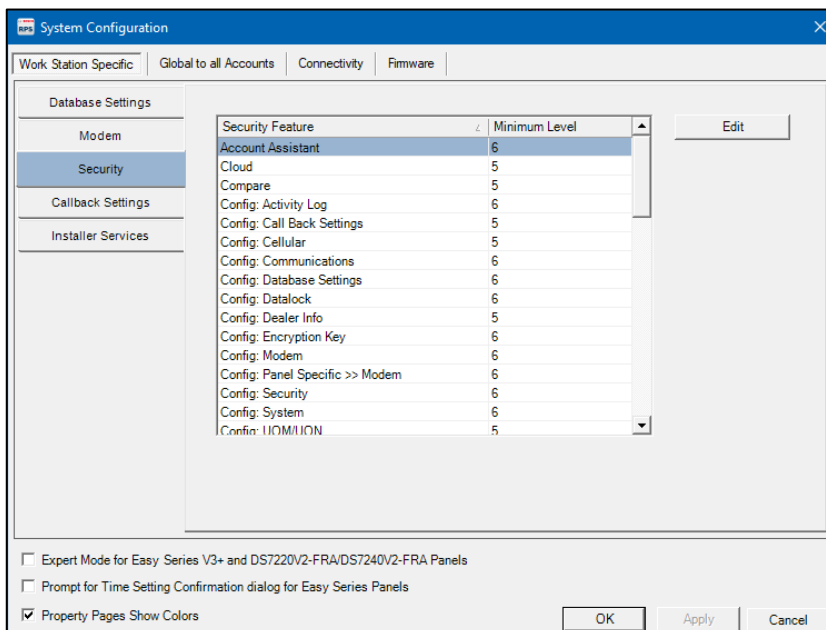 RPS System Configuration
Work Station Specific Global to all Accounts Connectivity Firmware
Database Settings
Modem
Security
Callback Settings
Installer Services
Security Feature Minimum Level
Account Assistant 6
Cloud 5
Compare 5
Config: Activity Log 6
Config: Call Back Settings 5
Config: Cellular 5
Config: Communications 6
Config: Database Settings 6
Config: Datalock 6
Config: Dealer Info 5
Config: Encryption Key 6
Config: Modem 6
Config: Panel Specific >> Modem 6
Config: Security 6
Config: System 6
Config: UOM/UON 5
Edit
Expert Mode for Easy Series V3+ and DS7220V2-FRA/DS7240V2-FRA Panels
Prompt for Time Setting Confirmation dialog for Easy Series Panels
Property Pages Show Colors
OK Apply Cancel